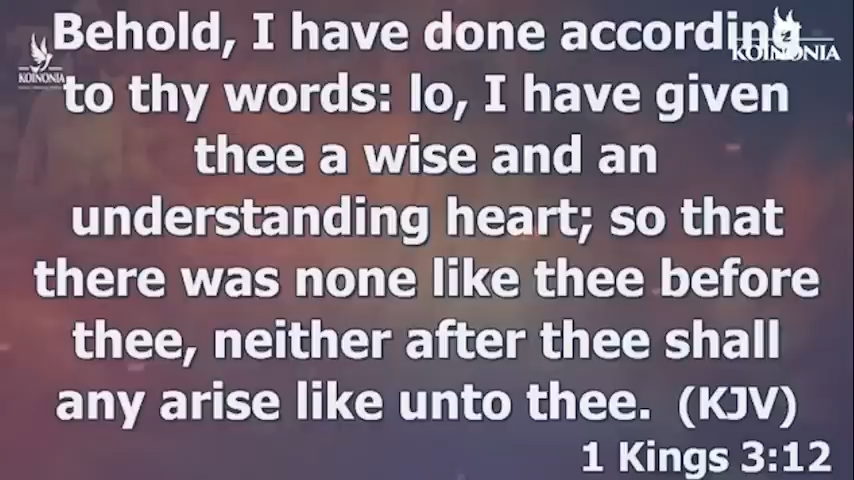 Behold, I have done according
KOINONIA
KOINONIA
to thy words: lo, I have given
thee a wise and an
understanding heart; so that
there was none like thee before
thee, neither after thee shall
any arise like unto thee. (KJV)
1 Kings 3:12